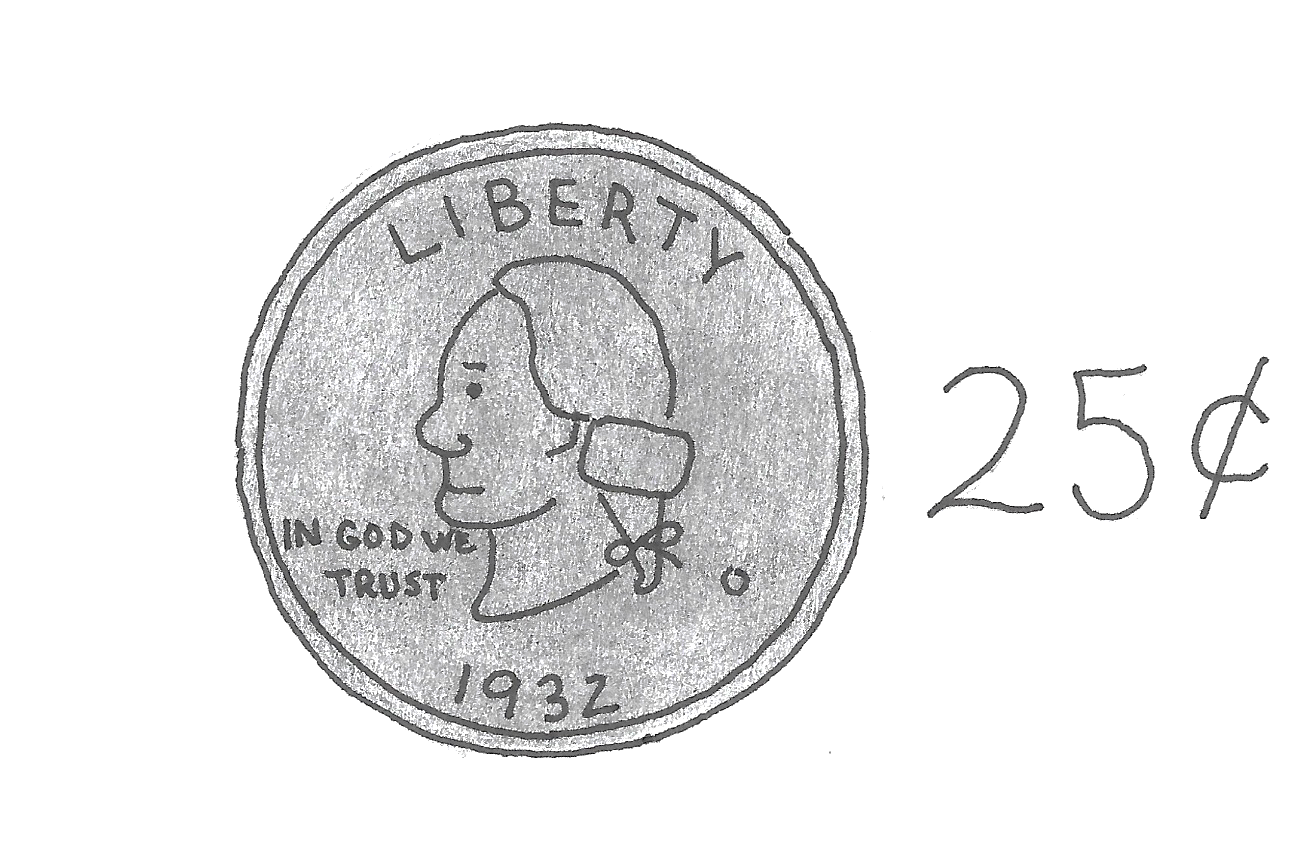 LIBERTY
IN GOD WE
TRUST
O
1932
25¢